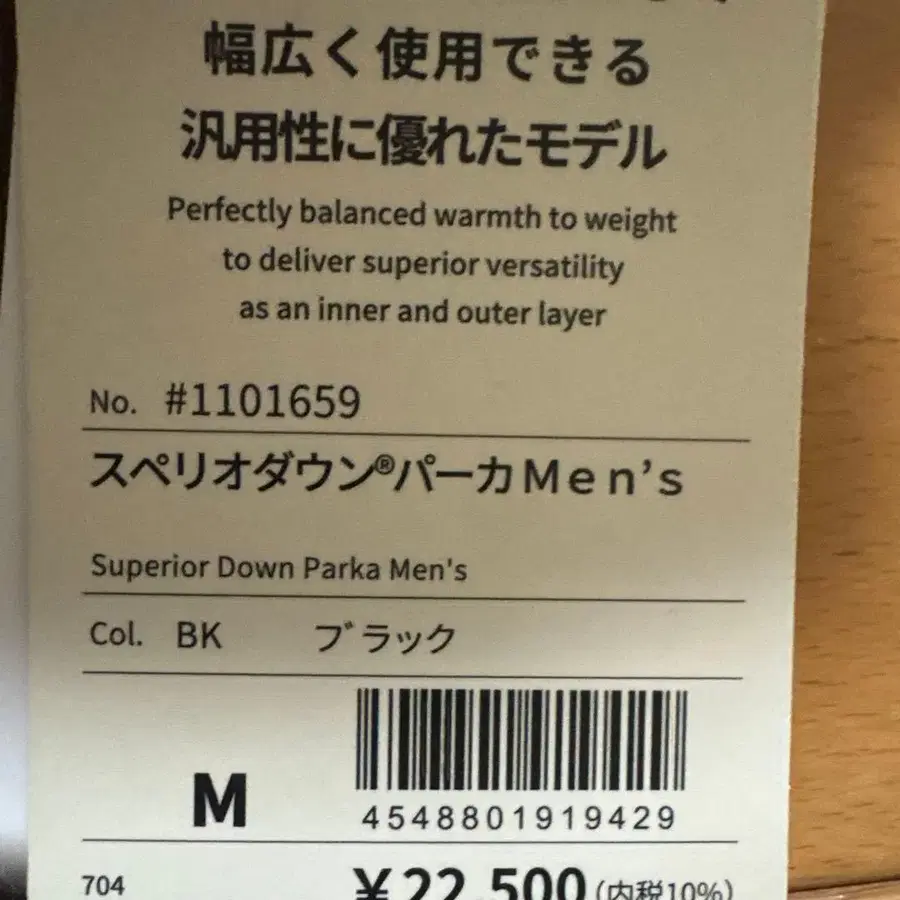 幅広く使用できる
汎用性に優れたモデル
Perfectly balanced warmth to weight
to deliver superior versatility
as an inner and outer layer
No. #1101659
スペリオダウン®パーカMen's
Superior Down Parka Men's
Col. BK ブラック
M
4548801919429
704 ¥22,500(内税10%)